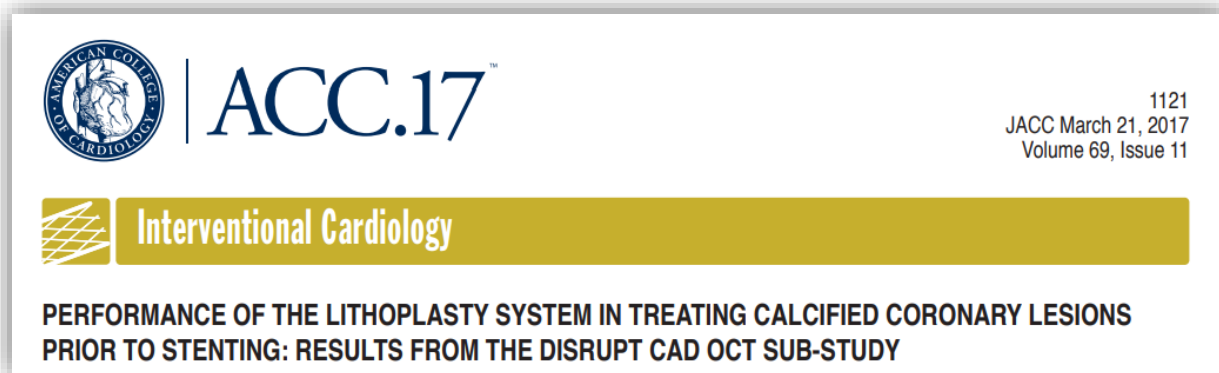 AMERICAN COLLEGE OF CARDIOLOGY
ACC.17™
1121
JACC March 21, 2017
Volume 69, Issue 11
Interventional Cardiology
PERFORMANCE OF THE LITHOPLASTY SYSTEM IN TREATING CALCIFIED CORONARY LESIONS
PRIOR TO STENTING: RESULTS FROM THE DISRUPT CAD OCT SUB-STUDY